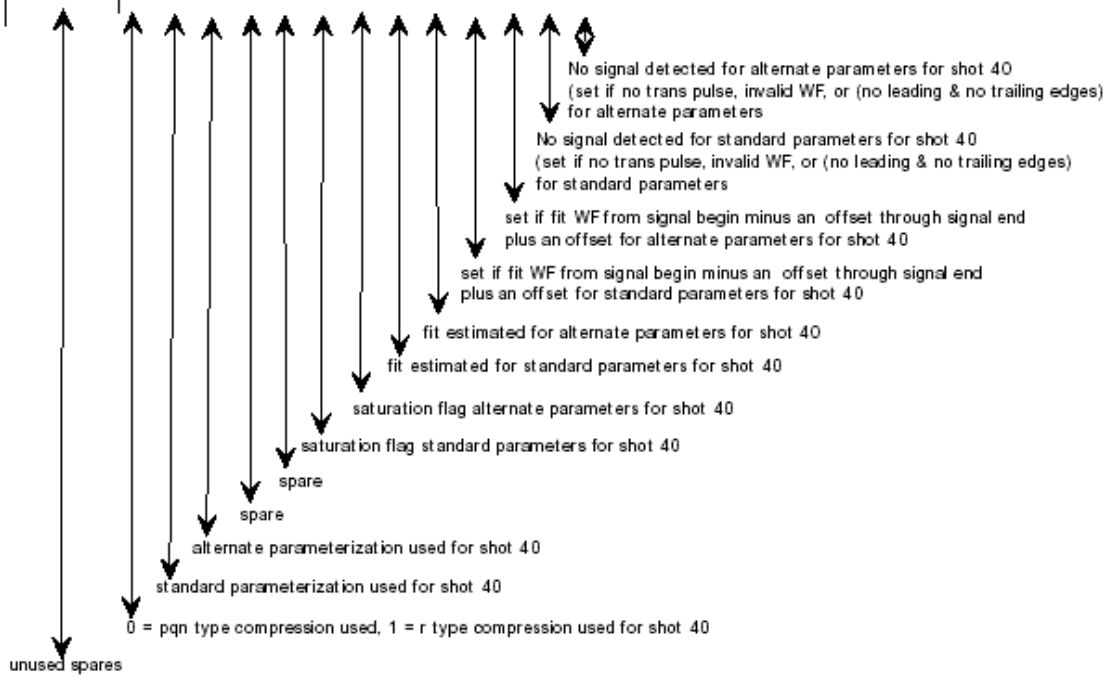 No signal detected for alternate parameters for shot 40
(set if no trans pulse, invalid WF, or (no leading & no trailing edges)
for alternate parameters
No signal detected for standard parameters for shot 40
(set if no trans pulse, invalid WF, or (no leading & no trailing edges)
for standard parameters
set if fit WF from signal begin minus an offset through signal end
plus an offset for alternate parameters for shot 40
set if fit WF from signal begin minus an offset through signal end
plus an offset for standard parameters for shot 40
fit estimated for alternate parameters for shot 40
fit estimated for standard parameters for shot 40
saturation flag alternate parameters for shot 40
saturation flag standard parameters for shot 40
spare
spare
alternate parameterization used for shot 40
standard parameterization used for shot 40
0 = pqn type compression used, 1 = r type compression used for shot 40
unused spares